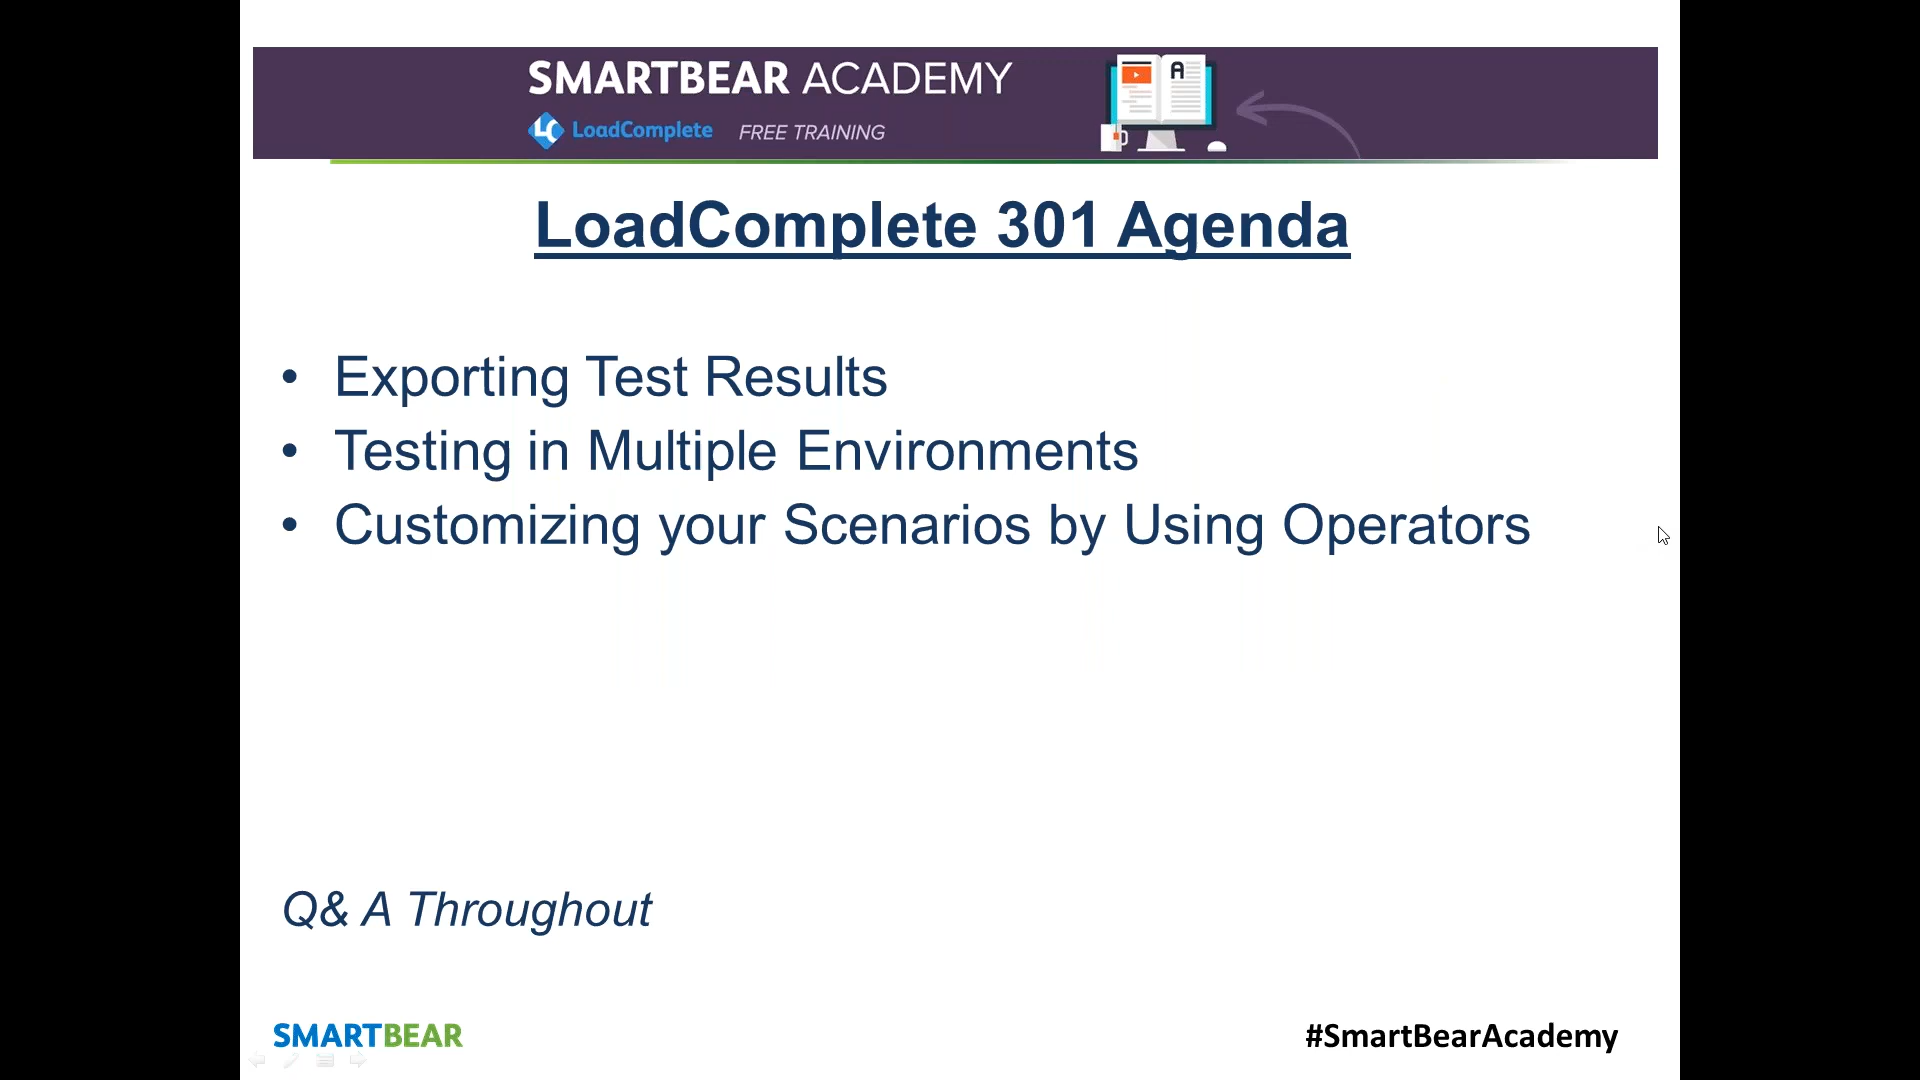 SMARTBEAR ACADEMY
LC LoadComplete FREE TRAINING
A
LoadComplete 301 Agenda
• Exporting Test Results
• Testing in Multiple Environments
• Customizing your Scenarios by Using Operators
Q& A Throughout
SMARTBEAR
#SmartBearAcademy